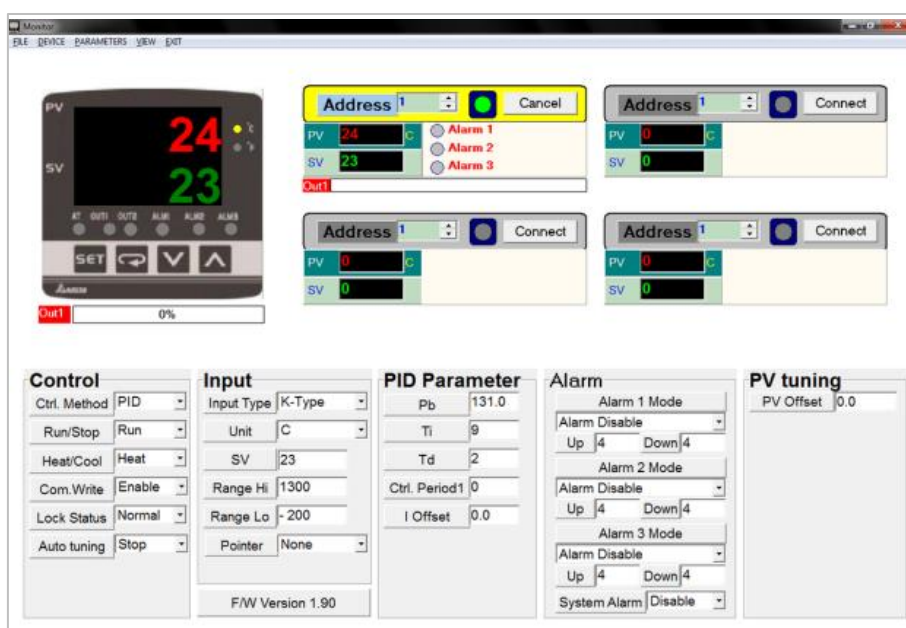 Monitor
FILE DEVICE PARAMETERS VIEW EXIT
PV
24
°C
°F
SV
23
AT OUT1 OUT2 ALM1 ALM2 ALM3
SET
Out1 0%
Address 1 Cancel
PV 24 C
SV 23
Alarm 1
Alarm 2
Alarm 3
Out1
Address 1 Connect
PV 0 C
SV 0
Address 1 Connect
PV 0 C
SV 0
Address 1 Connect
PV 0 C
SV 0
Control
Ctrl. Method PID
Run/Stop Run
Heat/Cool Heat
Com.Write Enable
Lock Status Normal
Auto tuning Stop
Input
Input Type K-Type
Unit C
SV 23
Range Hi 1300
Range Lo - 200
Pointer None
F/W Version 1.90
PID Parameter
Pb 131.0
Ti 9
Td 2
Ctrl. Period1 0
I Offset 0.0
Alarm
Alarm 1 Mode
Alarm Disable
Up 4 Down 4
Alarm 2 Mode
Alarm Disable
Up 4 Down 4
Alarm 3 Mode
Alarm Disable
Up 4 Down 4
System Alarm Disable
PV tuning
PV Offset 0.0